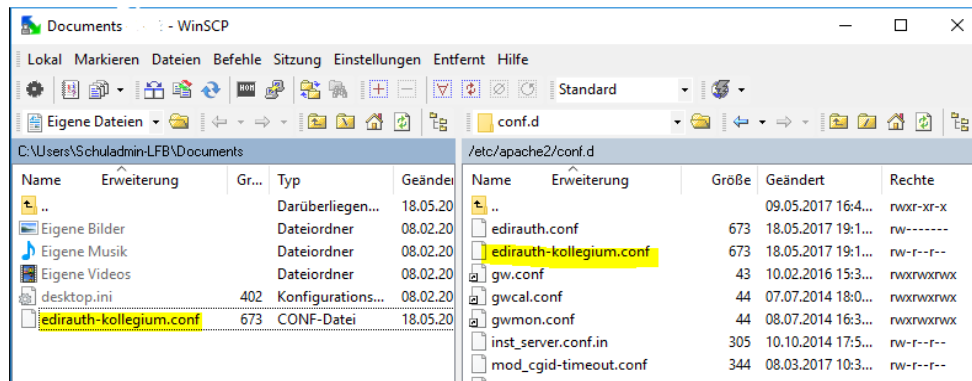 Documents - WinSCP
Lokal Markieren Dateien Befehle Sitzung Einstellungen Entfernt Hilfe
Standard
Eigene Dateien conf.d
C:\Users\Schuladmin-LFB\Documents /etc/apache2/conf.d
Name Erweiterung Gr... Typ Geänder Name Erweiterung Größe Geändert Rechte
.. Darüberliegen... 18.05.20 .. 09.05.2017 16:4... rwxr-xr-x
Eigene Bilder Dateiordner 08.02.20 edirauth.conf 673 18.05.2017 19:1... rw-------
Eigene Musik Dateiordner 08.02.20 edirauth-kollegium.conf 673 18.05.2017 19:1... rw-r--r--
Eigene Videos Dateiordner 08.02.20 gw.conf 43 10.02.2016 15:3... rwxrwxrwx
desktop.ini 402 Konfigurations... 08.02.20 gwcal.conf 44 07.07.2014 18:0... rwxrwxrwx
edirauth-kollegium.conf 673 CONF-Datei 18.05.20 gwmon.conf 44 08.07.2014 16:3... rwxrwxrwx
inst_server.conf.in 305 10.10.2014 17:5... rw-r--r--
mod_cgid-timeout.conf 344 08.03.2017 10:3... rw-r--r--